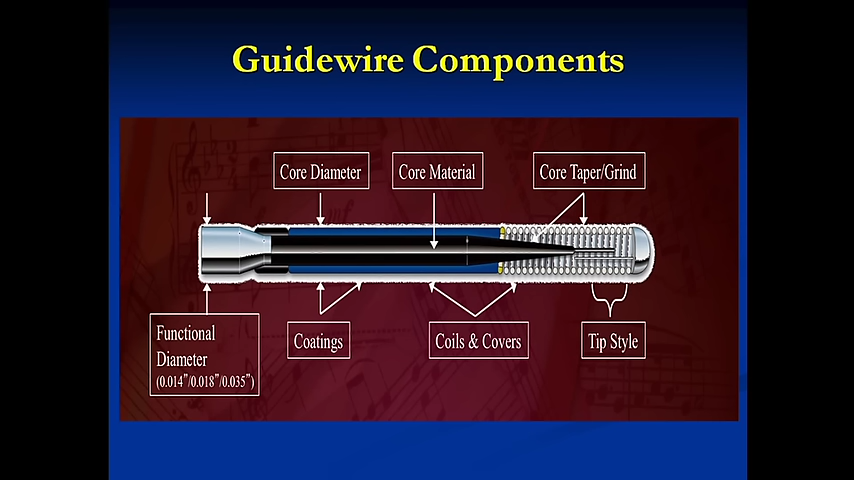 Guidewire Components
Core Diameter
Core Material
Core Taper/Grind
Functional
Diameter
(0.014”/0.018”/0.035”)
Coatings
Coils & Covers
Tip Style